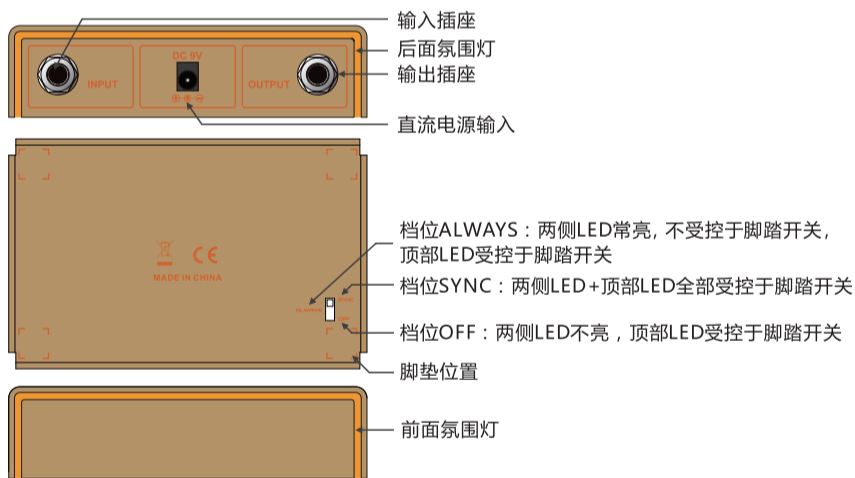 输入插座
后面氛围灯
输出插座
DC 9V
INPUT
OUTPUT
直流电源输入
档位ALWAYS：两侧LED常亮，不受控于脚踏开关，
顶部LED受控于脚踏开关
CE
MADE IN CHINA
档位SYNC：两侧LED+顶部LED全部受控于脚踏开关
SYNC
ALWAYS
OFF
档位OFF：两侧LED不亮，顶部LED受控于脚踏开关
脚垫位置
前面氛围灯